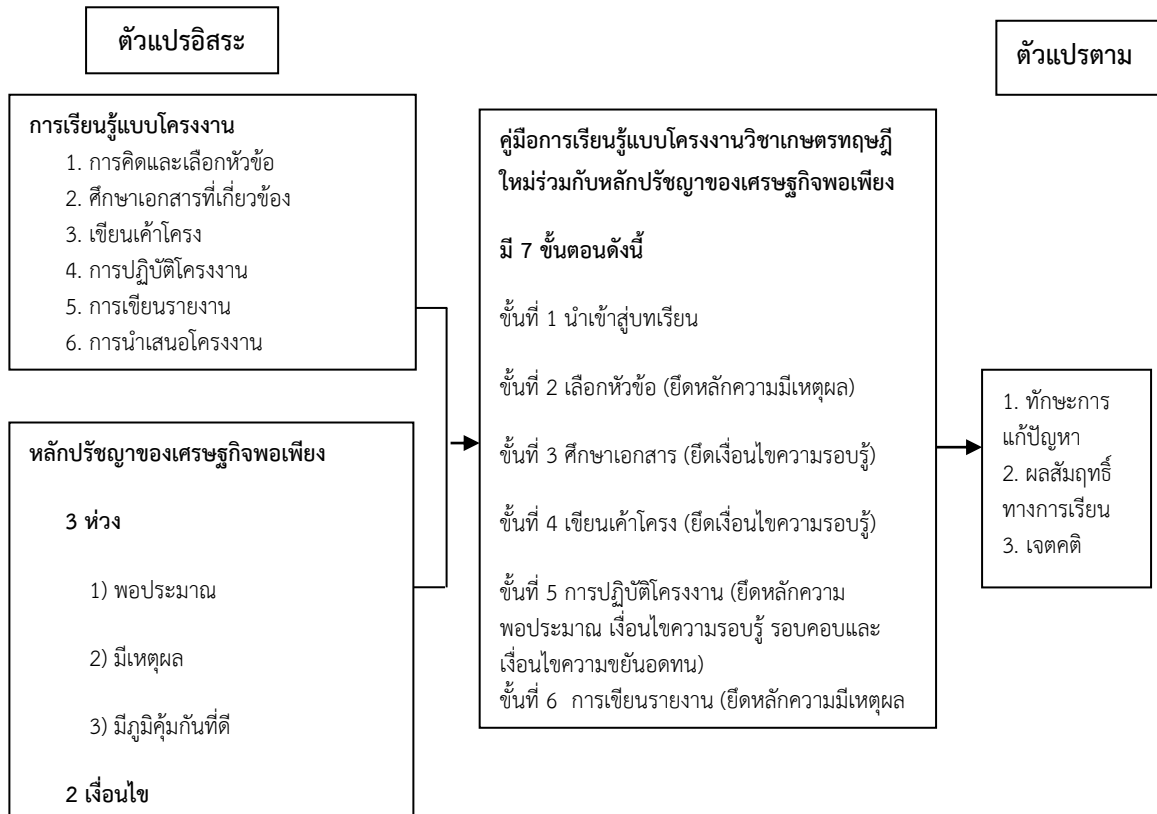 ตัวแปรอิสระ
ตัวแปรตาม
การเรียนรู้แบบโครงงาน
1. การคิดและเลือกหัวข้อ
2. ศึกษาเอกสารที่เกี่ยวข้อง
3. เขียนเค้าโครง
4. การปฏิบัติโครงงาน
5. การเขียนรายงาน
6. การนำเสนอโครงงาน
หลักปรัชญาของเศรษฐกิจพอเพียง
3 ห่วง
1) พอประมาณ
2) มีเหตุผล
3) มีภูมิคุ้มกันที่ดี
2 เงื่อนไข
คู่มือการเรียนรู้แบบโครงงานวิชาเกษตรทฤษฎี
ใหม่ร่วมกับหลักปรัชญาของเศรษฐกิจพอเพียง
มี 7 ขั้นตอนดังนี้
ขั้นที่ 1 นำเข้าสู่บทเรียน
ขั้นที่ 2 เลือกหัวข้อ (ยึดหลักความมีเหตุผล)
ขั้นที่ 3 ศึกษาเอกสาร (ยึดเงื่อนไขความรอบรู้)
ขั้นที่ 4 เขียนเค้าโครง (ยึดเงื่อนไขความรอบรู้)
ขั้นที่ 5 การปฏิบัติโครงงาน (ยึดหลักความ
พอประมาณ เงื่อนไขความรอบรู้ รอบคอบและ
เงื่อนไขความขยันอดทน)
ขั้นที่ 6 การเขียนรายงาน (ยึดหลักความมีเหตุผล
1. ทักษะการ
แก้ปัญหา
2. ผลสัมฤทธิ์
ทางการเรียน
3. เจตคติ